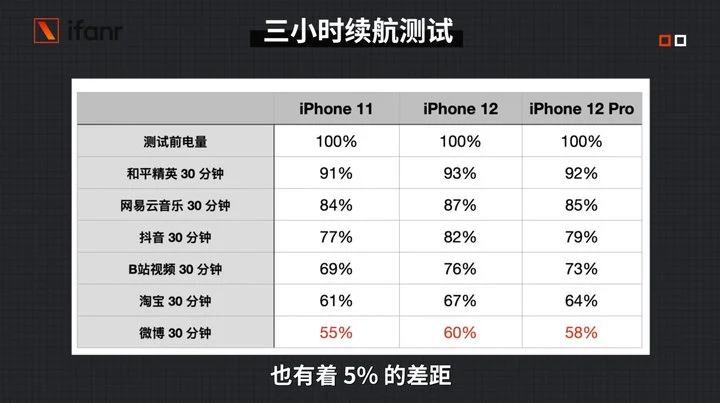 ifanr
三小时续航测试
iPhone 11 iPhone 12 iPhone 12 Pro
测试前电量 100% 100% 100%
和平精英 30 分钟 91% 93% 92%
网易云音乐 30 分钟 84% 87% 85%
抖音 30 分钟 77% 82% 79%
B站视频 30 分钟 69% 76% 73%
淘宝 30 分钟 61% 67% 64%
微博 30 分钟 55% 60% 58%
也有着 5% 的差距